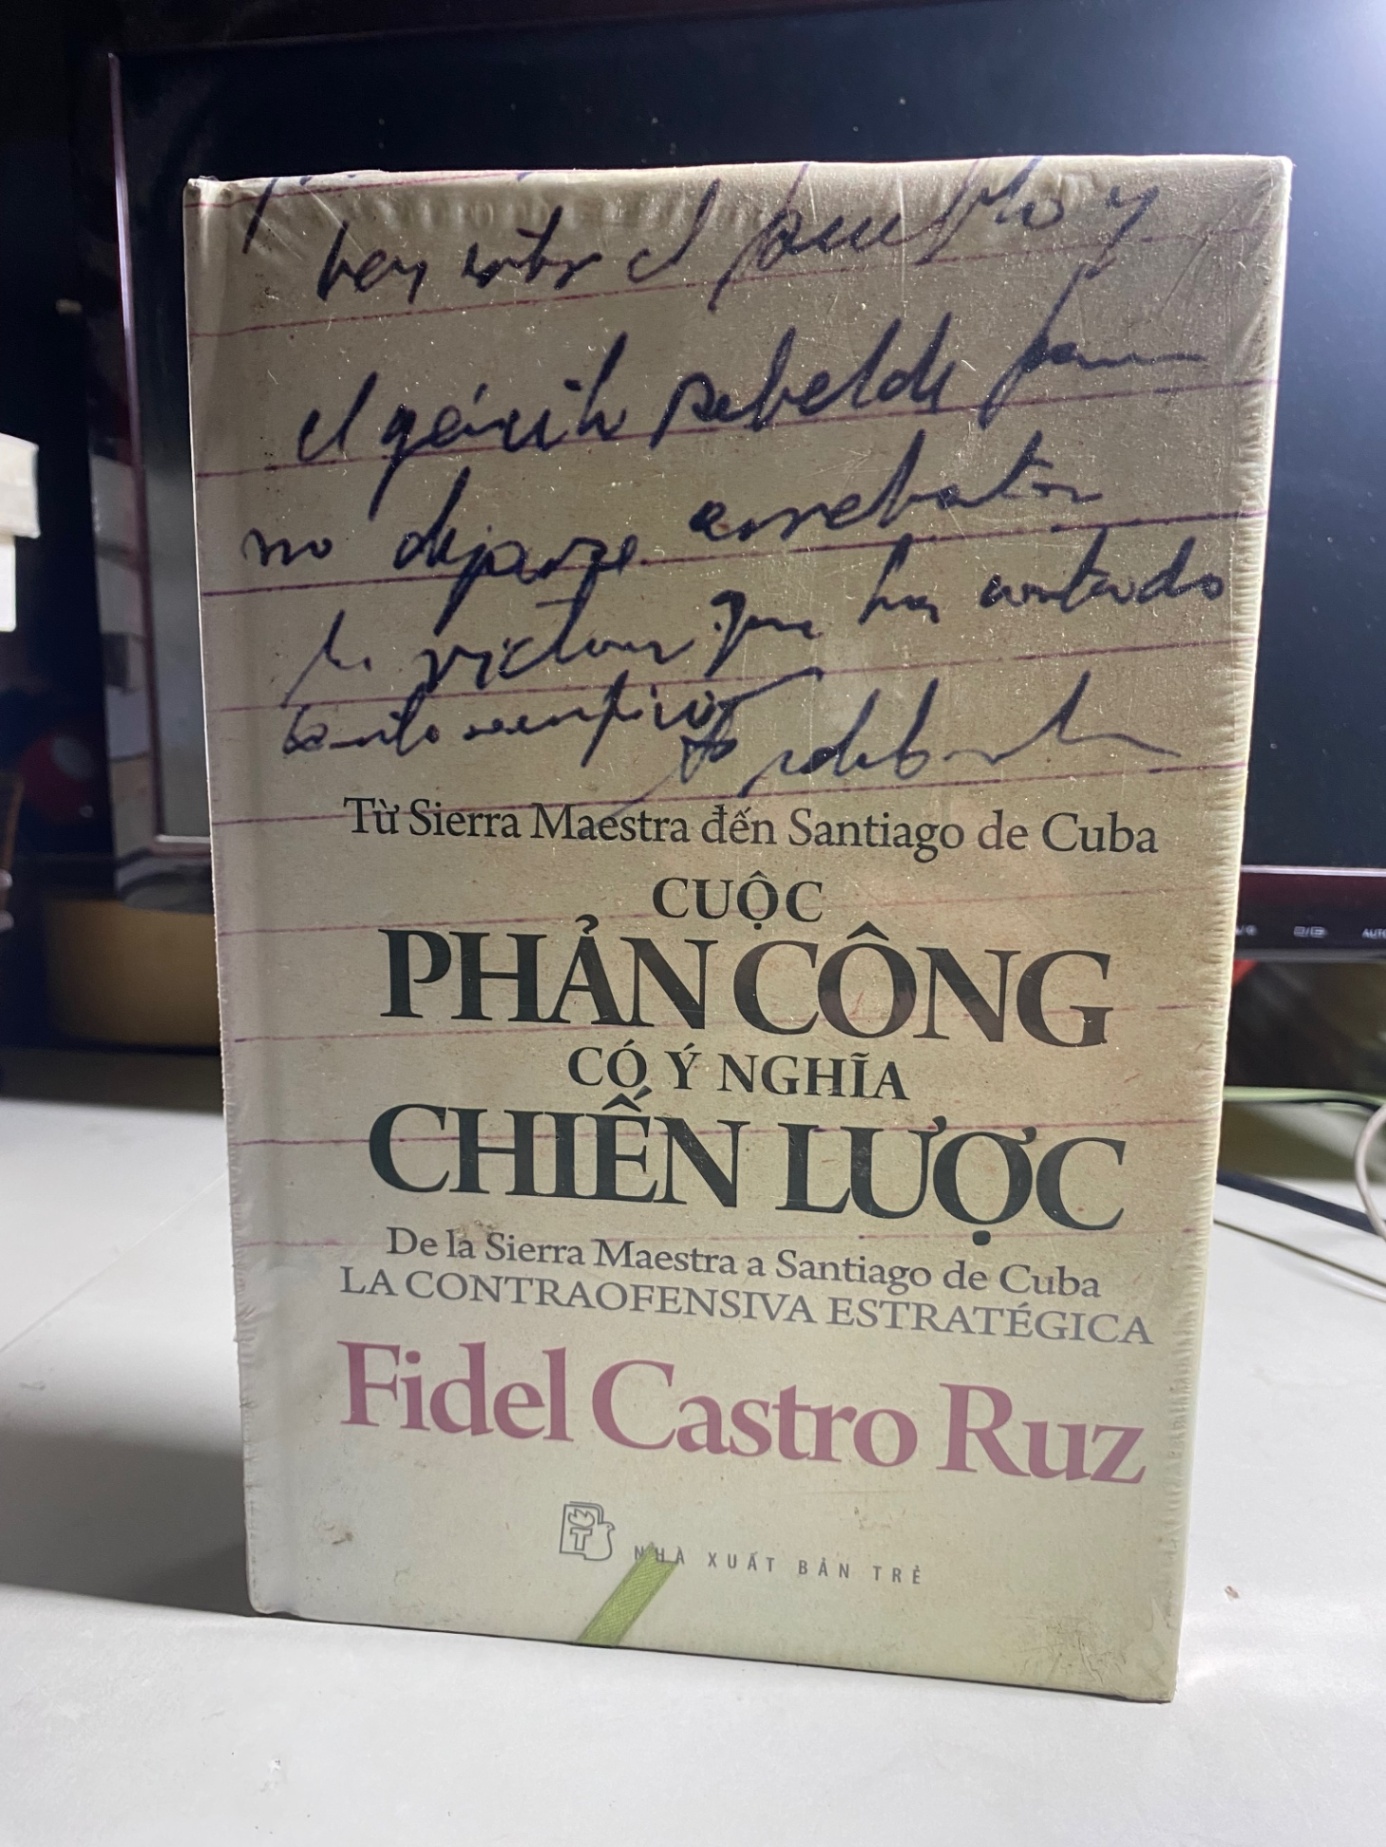 hoy entre el pueblo y
el ejército rebelde para
no dejarse arrebatar
la victoria que ha costado
tanto
Từ Sierra Maestra đến Santiago de Cuba
CUỘC
PHẢN CÔNG
CÓ Ý NGHĨA
CHIẾN LƯỢC
De la Sierra Maestra a Santiago de Cuba
LA CONTRAOFENSIVA ESTRATÉGICA
Fidel Castro Ruz
NHÀ XUẤT BẢN TRẺ
AUTO